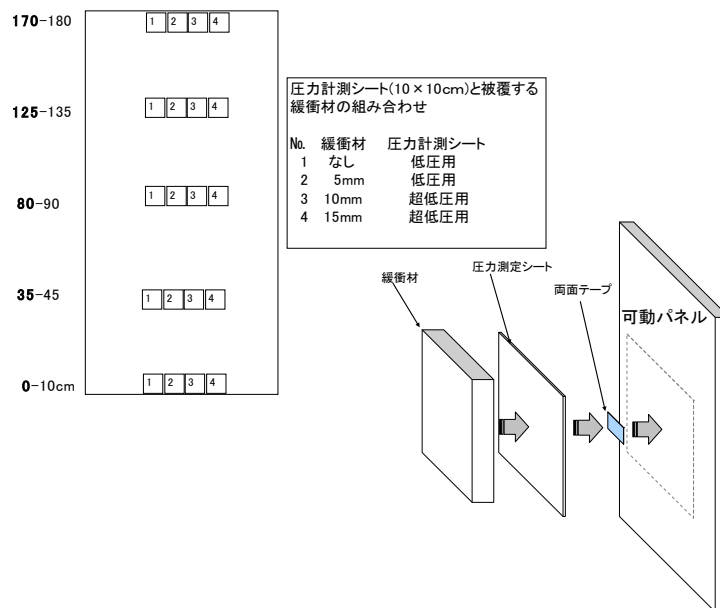 170-180
1 2 3 4
125-135
1 2 3 4
80-90
1 2 3 4
35-45
1 2 3 4
0-10cm
1 2 3 4
圧力計測シート(10×10cm)と被覆する
緩衝材の組み合わせ
No. 緩衝材 圧力計測シート
1 なし 低圧用
2 5mm 低圧用
3 10mm 超低圧用
4 15mm 超低圧用
緩衝材
圧力測定シート
両面テープ
可動パネル